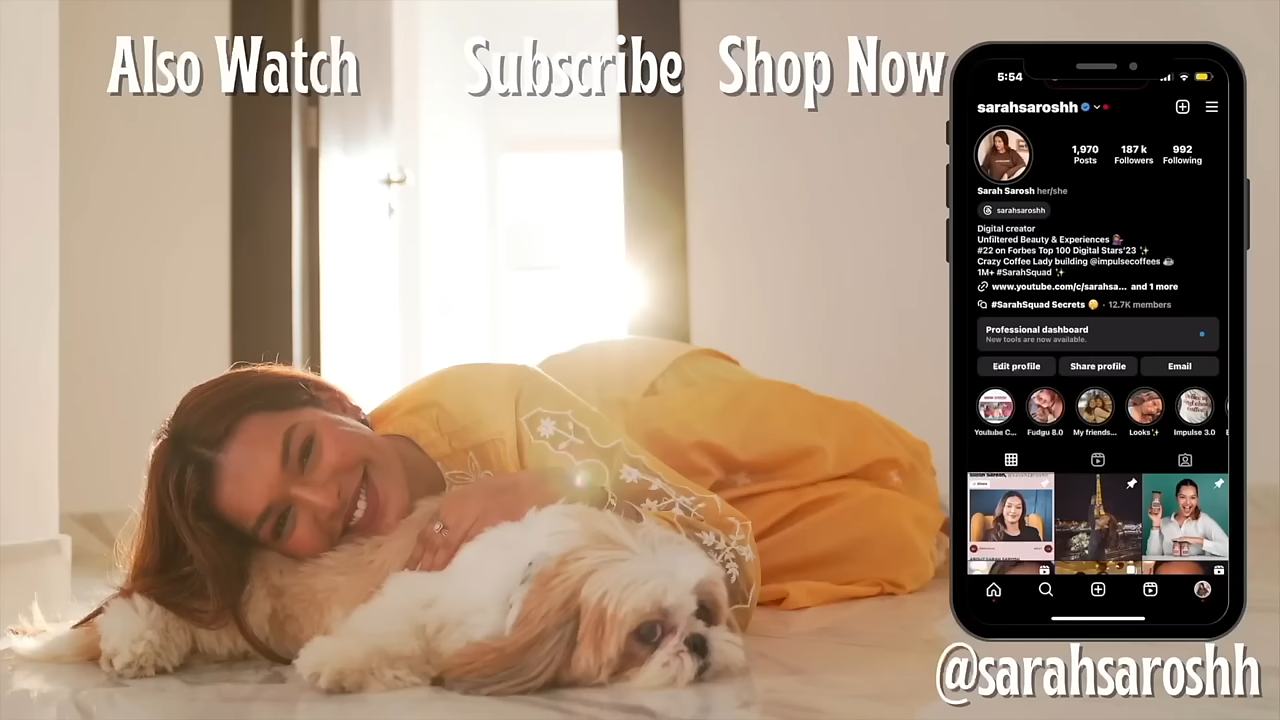 Also Watch
Subscribe
Shop Now
5:54
sarahsaroshh
1,970
187 k
992
Posts
Followers
Following
Sarah Sarosh her/she
sarahsaroshh
Digital creator
Unfiltered Beauty & Experiences 💇🏽‍♀️
#22 on Forbes Top 100 Digital Stars'23 ✨
Crazy Coffee Lady building @impulsecoffees ☕
1M+ #SarahSquad ✨
www.youtube.com/c/sarahsa... and 1 more
#SarahSquad Secrets 🤫 · 12.7K members
Professional dashboard
New tools are now available.
Edit profile
Share profile
Email
Youtube C...
Fudgu 8.0
My friends...
Looks✨
Impulse 3.0
@sarahsaroshh